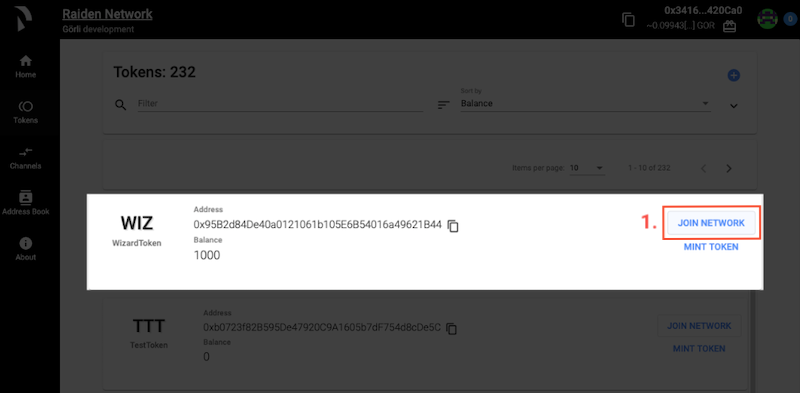 Raiden Network
Görli development
0x3416...420Ca0
~0.09943[...] GÖR
0
Home
Tokens
Channels
Address Book
About
Tokens: 232
Filter
Sort by
Balance
Items per page: 10
1 - 10 of 232
WIZ
WizardToken
Address
0x95B2d84De40a0121061b105E6B54016a49621B44
Balance
1000
1.
JOIN NETWORK
MINT TOKEN
TTT
TestToken
Address
0xb0723f82B595De47920C9A1605b7dF754d8cDe5C
Balance
0
JOIN NETWORK
MINT TOKEN